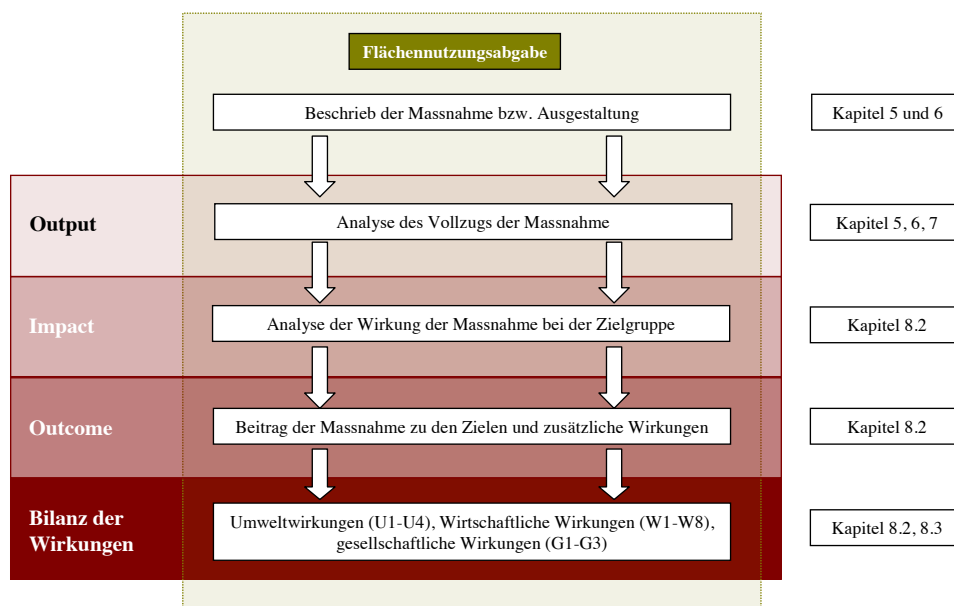 Flächennutzungsabgabe
Beschrieb der Massnahme bzw. Ausgestaltung
Kapitel 5 und 6
Output
Analyse des Vollzugs der Massnahme
Kapitel 5, 6, 7
Impact
Analyse der Wirkung der Massnahme bei der Zielgruppe
Kapitel 8.2
Outcome
Beitrag der Massnahme zu den Zielen und zusätzliche Wirkungen
Kapitel 8.2
Bilanz der
Wirkungen
Umweltwirkungen (U1-U4), Wirtschaftliche Wirkungen (W1-W8),
gesellschaftliche Wirkungen (G1-G3)
Kapitel 8.2, 8.3